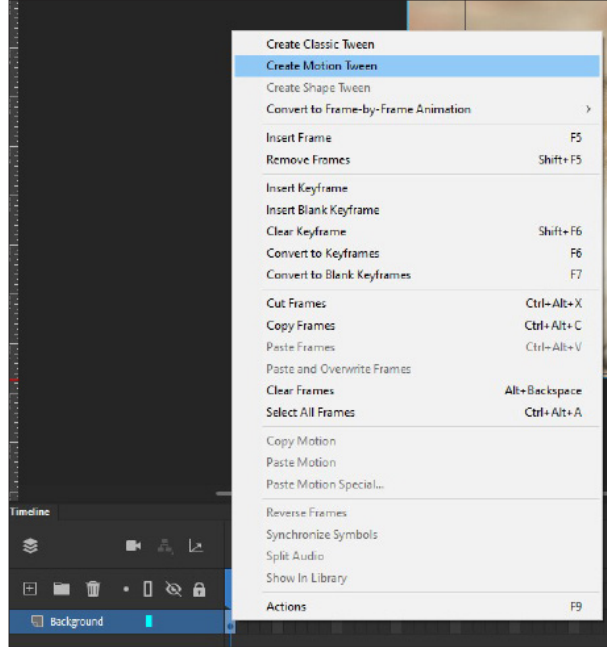 Create Classic Tween
Create Motion Tween
Create Shape Tween
Convert to Frame-by-Frame Animation
Insert Frame F5
Remove Frames Shift+F5
Insert Keyframe
Insert Blank Keyframe
Clear Keyframe Shift+F6
Convert to Keyframes F6
Convert to Blank Keyframes F7
Cut Frames Ctrl+Alt+X
Copy Frames Ctrl+Alt+C
Paste Frames Ctrl+Alt+V
Paste and Overwrite Frames
Clear Frames Alt+Backspace
Select All Frames Ctrl+Alt+A
Copy Motion
Paste Motion
Paste Motion Special...
Timeline
Reverse Frames
Synchronize Symbols
Split Audio
Show In Library
Actions F9
Background